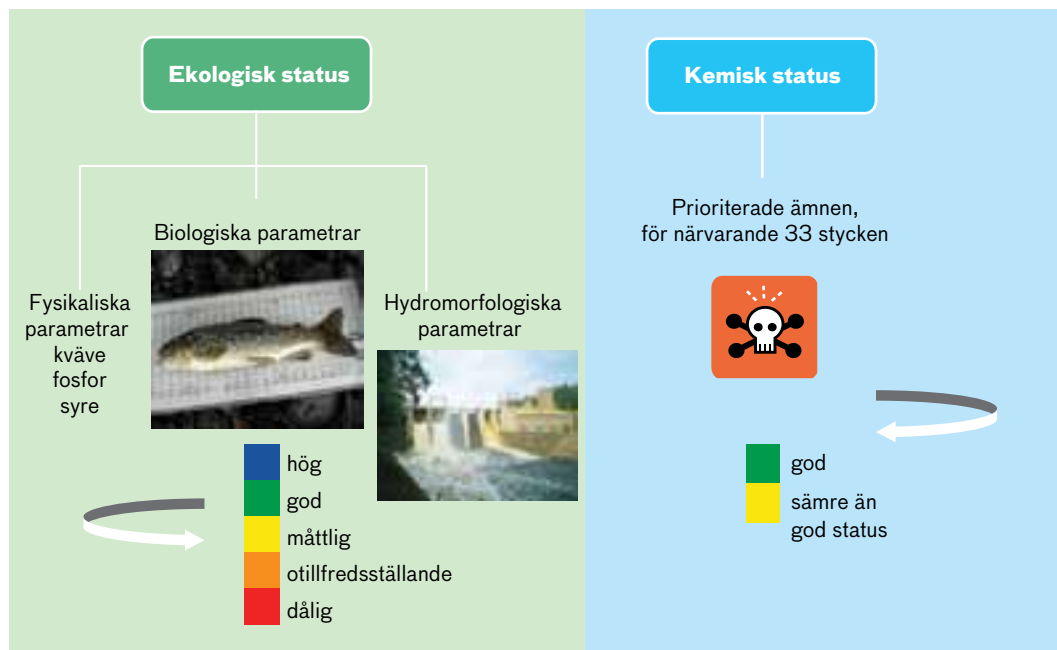 Ekologisk status
Biologiska parametrar
Fysikaliska
parametrar
kväve
fosfor
syre
Hydromorfologiska
parametrar
hög
god
måttlig
otillfredsställande
dålig
Kemisk status
Prioriterade ämnen,
för närvarande 33 stycken
god
sämre än
god status